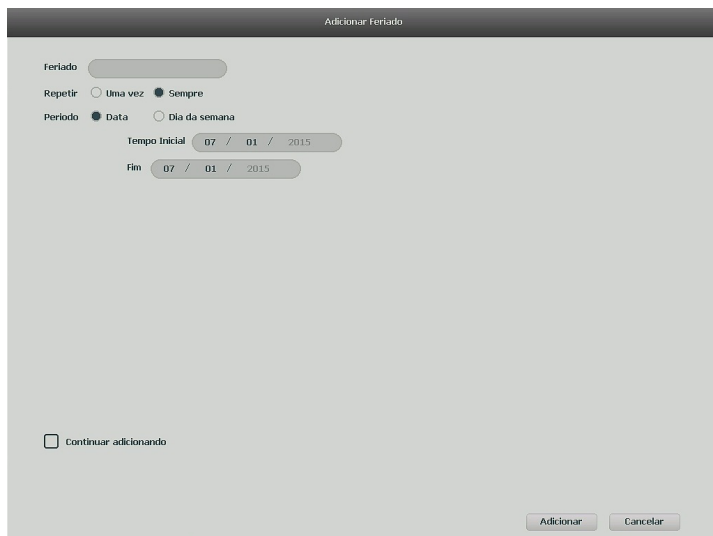 Adicionar Feriado
Feriado
Repetir Uma vez Sempre
Periodo Data Dia da semana
Tempo Inicial 07 / 01 / 2015
Fim 07 / 01 / 2015
Continuar adicionando
Adicionar Cancelar